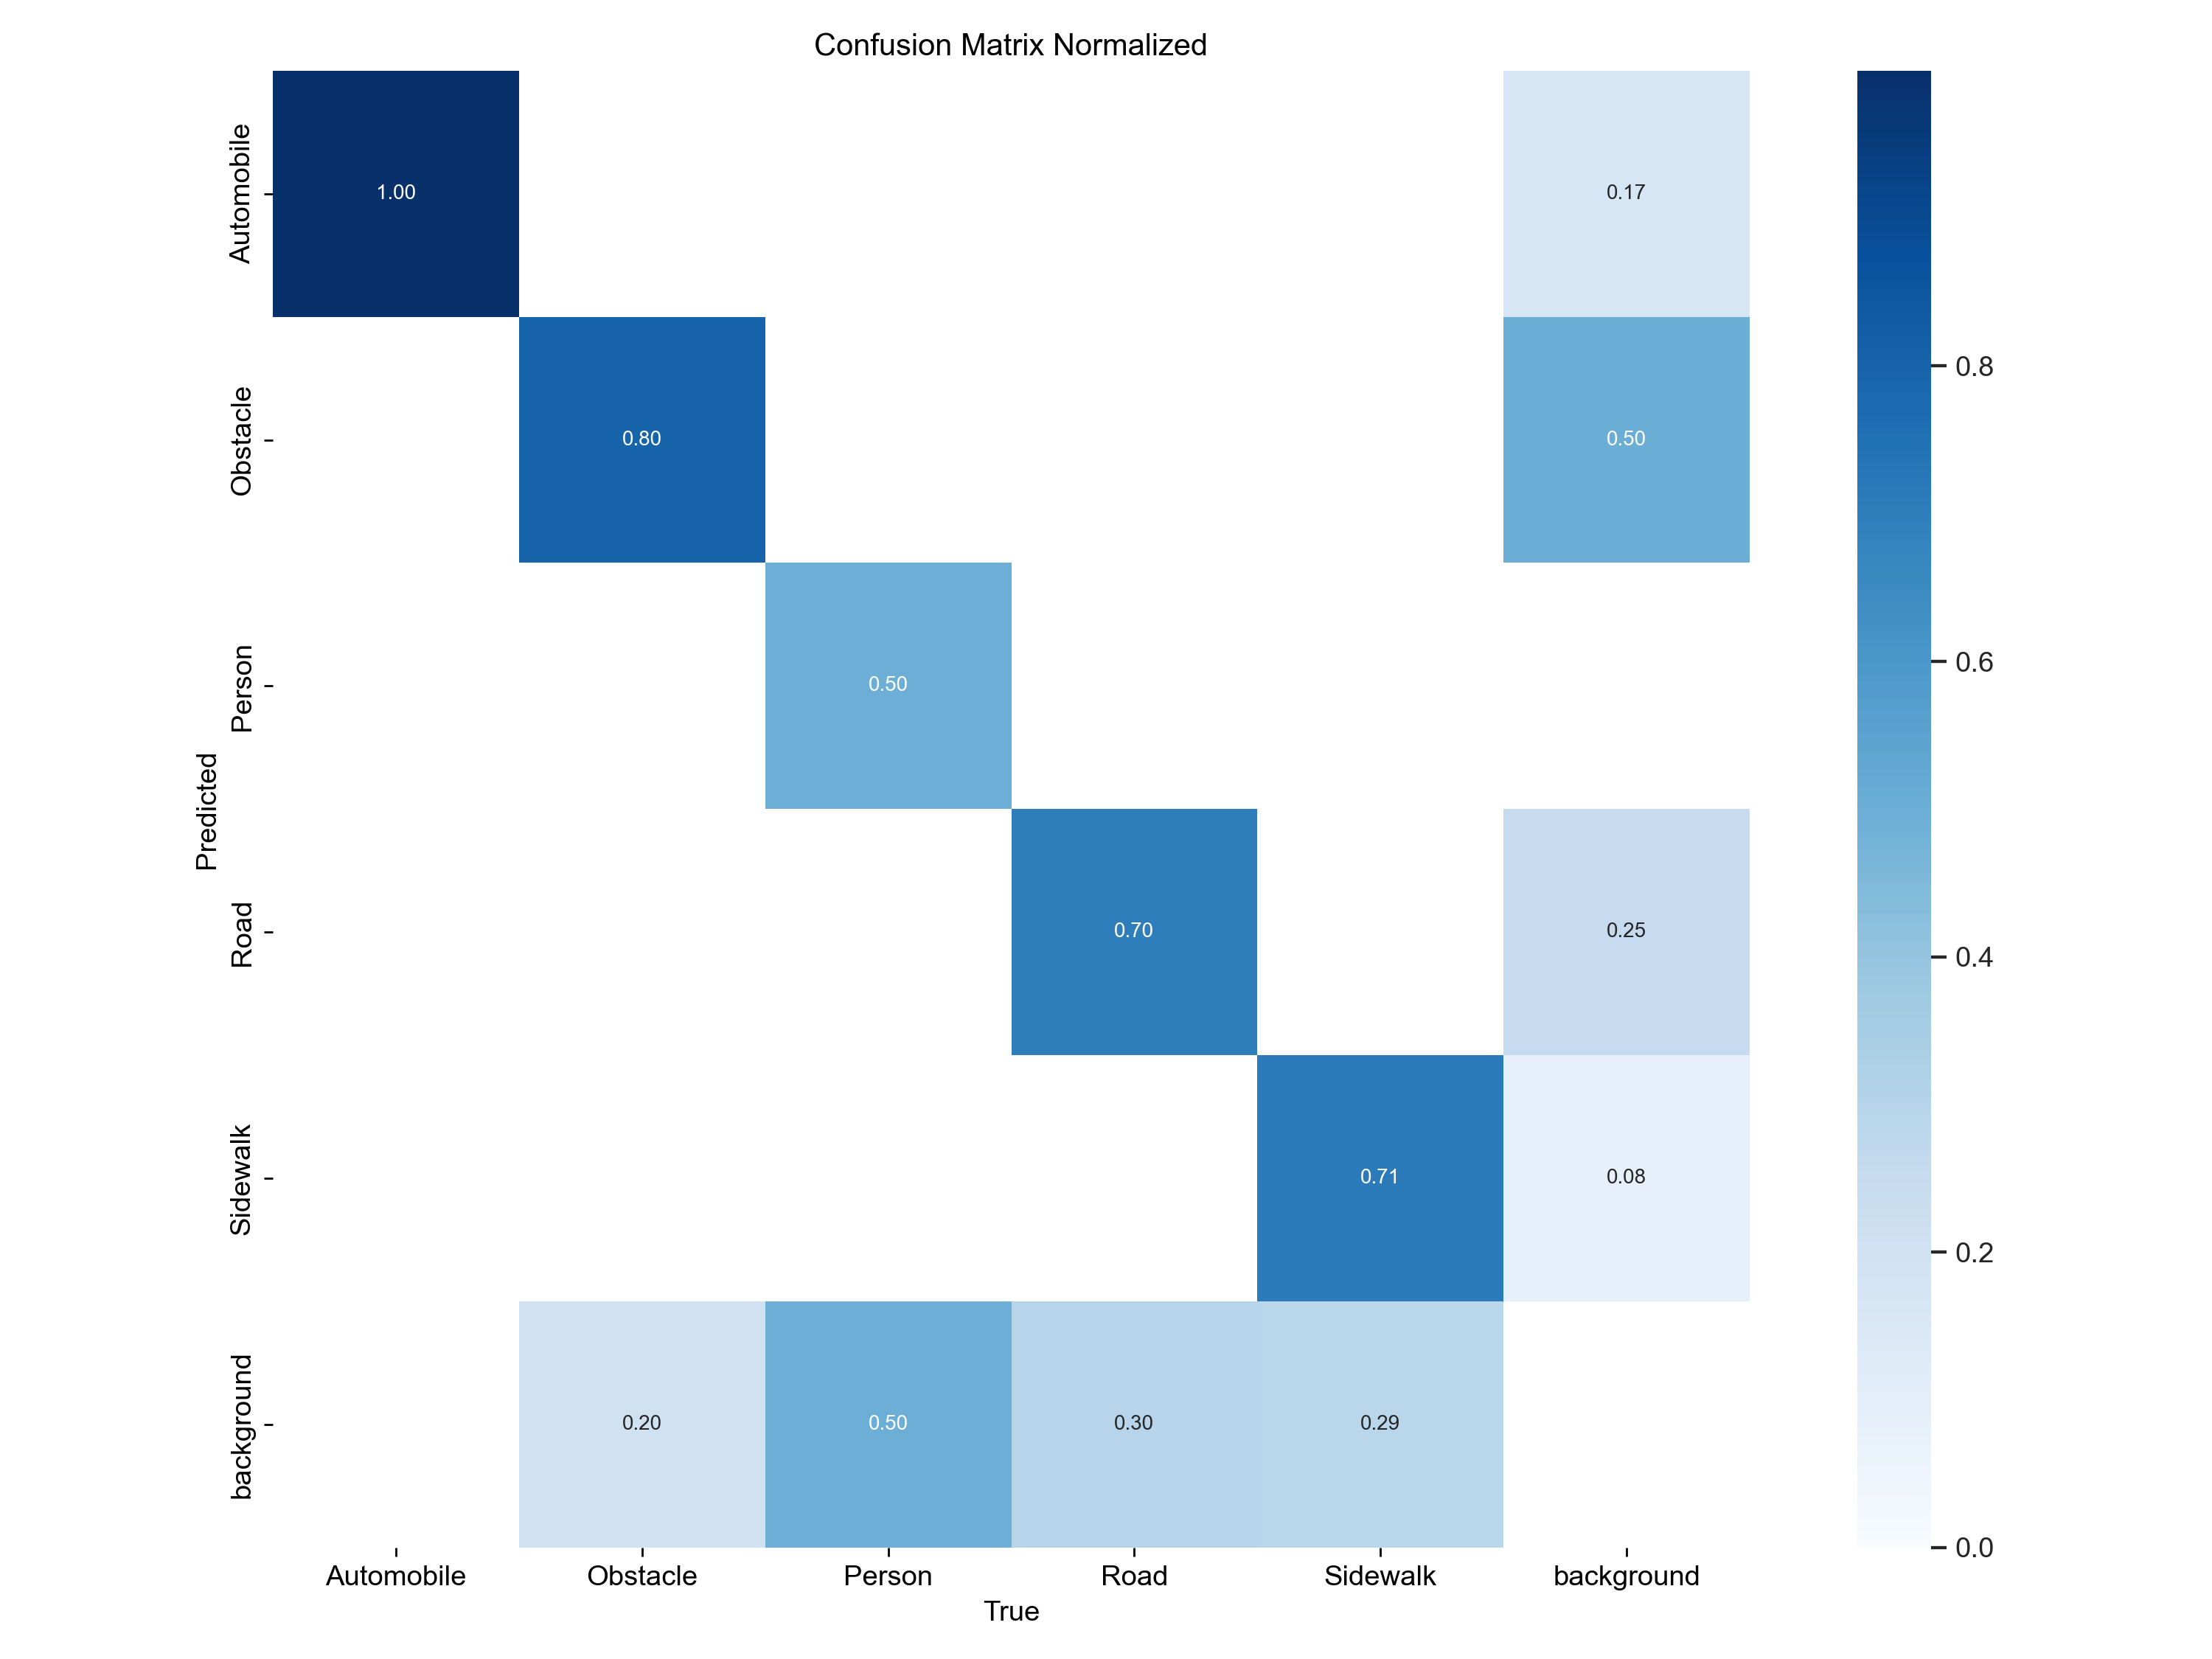 Confusion Matrix Normalized
Automobile
1.00
0.17
Obstacle
0.80
0.50
0.8
Person
0.50
0.6
Predicted
Road
0.70
0.25
0.4
Sidewalk
0.71
0.08
0.2
background
0.20
0.50
0.30
0.29
0.0
Automobile
Obstacle
Person
Road
Sidewalk
background
True